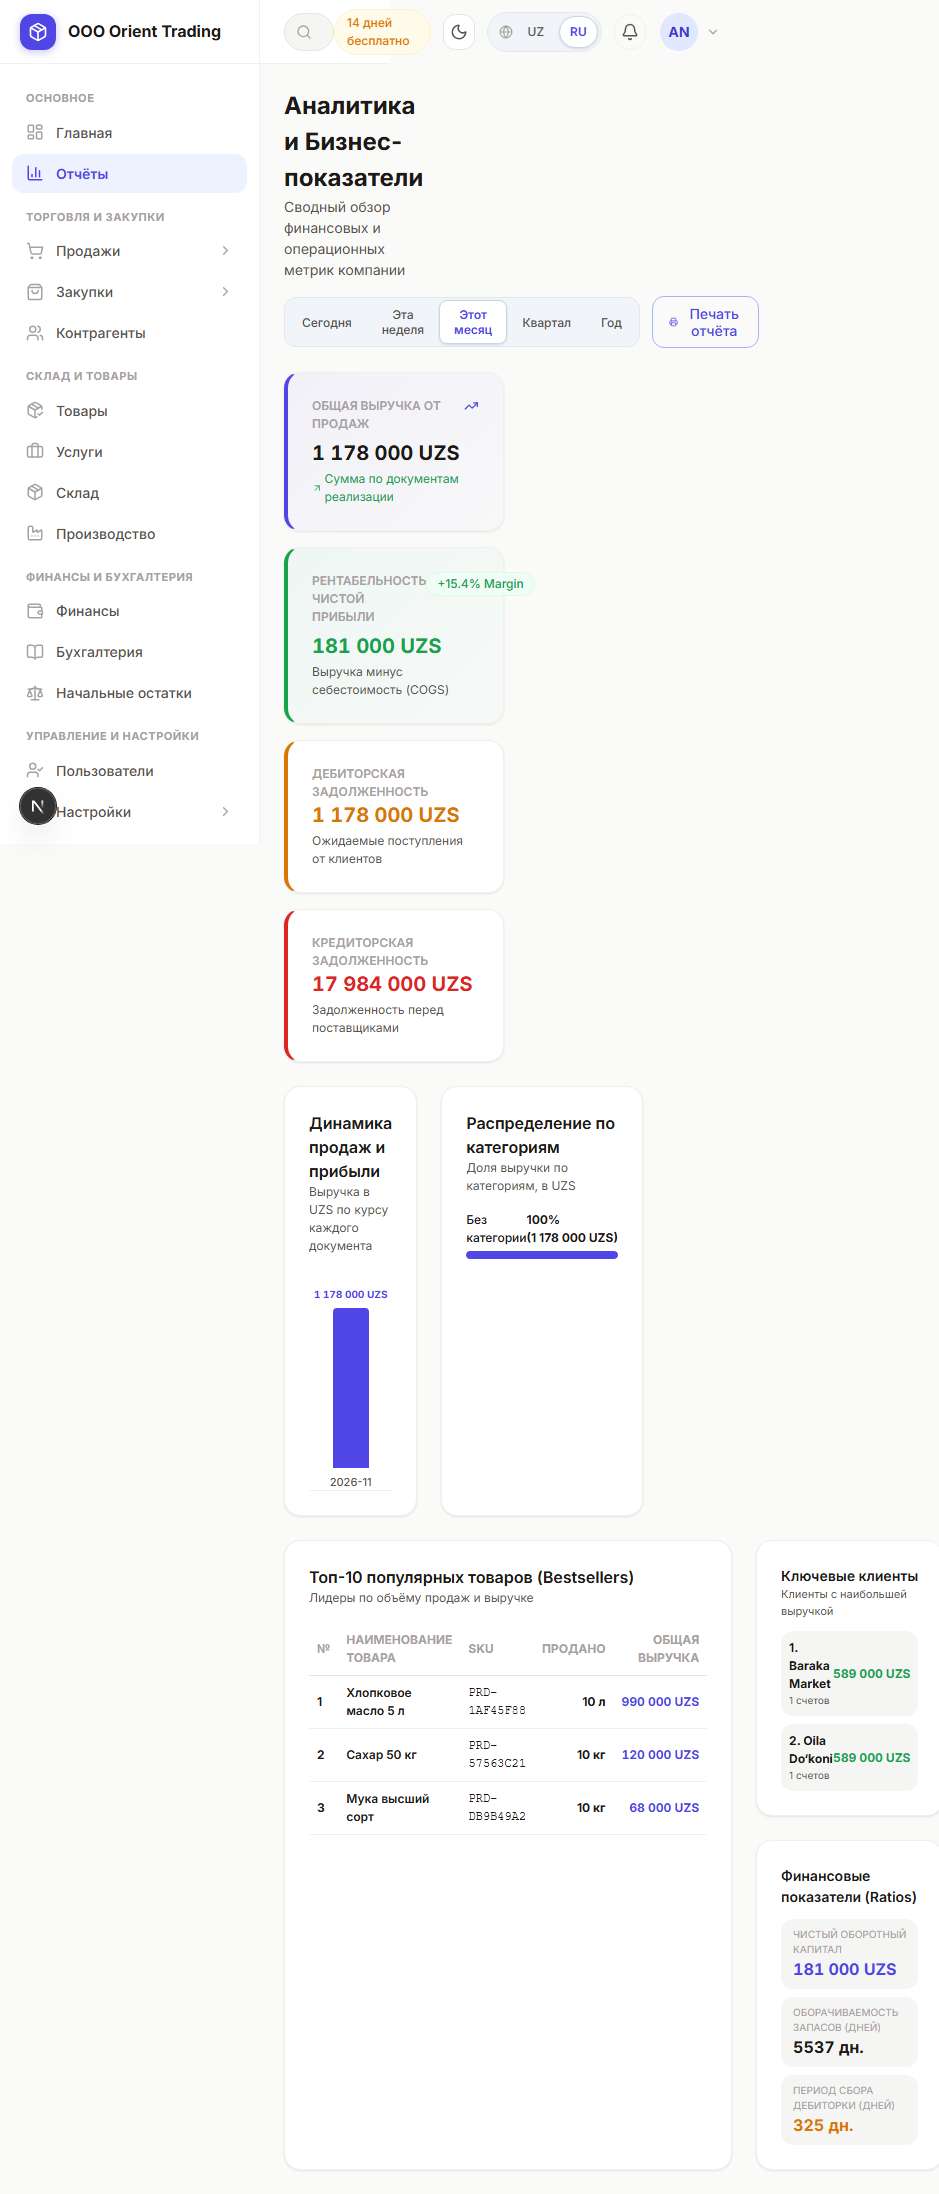 ООО Orient Trading
14 дней
бесплатно
UZ
RU
AN
ОСНОВНОЕ
Главная
Отчёты
ТОРГОВЛЯ И ЗАКУПКИ
Продажи
Закупки
Контрагенты
СКЛАД И ТОВАРЫ
Товары
Услуги
Склад
Производство
ФИНАНСЫ И БУХГАЛТЕРИЯ
Финансы
Бухгалтерия
Начальные остатки
УПРАВЛЕНИЕ И НАСТРОЙКИ
Пользователи
N
Настройки
Аналитика
и Бизнес-
показатели
Сводный обзор
финансовых и
операционных
метрик компании
Сегодня
Эта
неделя
Этот
месяц
Квартал
Год
Печать
отчёта
ОБЩАЯ ВЫРУЧКА ОТ
ПРОДАЖ
1 178 000 UZS
Сумма по документам
реализации
РЕНТАБЕЛЬНОСТЬ
ЧИСТОЙ
ПРИБЫЛИ
+15.4% Margin
181 000 UZS
Выручка минус
себестоимость (COGS)
ДЕБИТОРСКАЯ
ЗАДОЛЖЕННОСТЬ
1 178 000 UZS
Ожидаемые поступления
от клиентов
КРЕДИТОРСКАЯ
ЗАДОЛЖЕННОСТЬ
17 984 000 UZS
Задолженность перед
поставщиками
Динамика
продаж и
прибыли
Выручка в
UZS по курсу
каждого
документа
1 178 000 UZS
2026-11
Распределение по
категориям
Доля выручки по
категориям, в UZS
Без
категории
100%
(1 178 000 UZS)
Топ-10 популярных товаров (Bestsellers)
Лидеры по объёму продаж и выручке
№
НАИМЕНОВАНИЕ
ТОВАРА
SKU
ПРОДАНО
ОБЩАЯ
ВЫРУЧКА
1
Хлопковое
масло 5 л
PRD-
1AF45F88
10 л
990 000 UZS
2
Сахар 50 кг
PRD-
57563C21
10 кг
120 000 UZS
3
Мука высший
сорт
PRD-
DB9B49A2
10 кг
68 000 UZS
Ключевые клиенты
Клиенты с наибольшей
выручкой
1.
Baraka
Market
1 счетов
589 000 UZS
2. Oila
Do'koni
1 счетов
589 000 UZS
Финансовые
показатели (Ratios)
ЧИСТЫЙ ОБОРОТНЫЙ
КАПИТАЛ
181 000 UZS
ОБОРАЧИВАЕМОСТЬ
ЗАПАСОВ (ДНЕЙ)
5537 дн.
ПЕРИОД СБОРА
ДЕБИТОРКИ (ДНЕЙ)
325 дн.